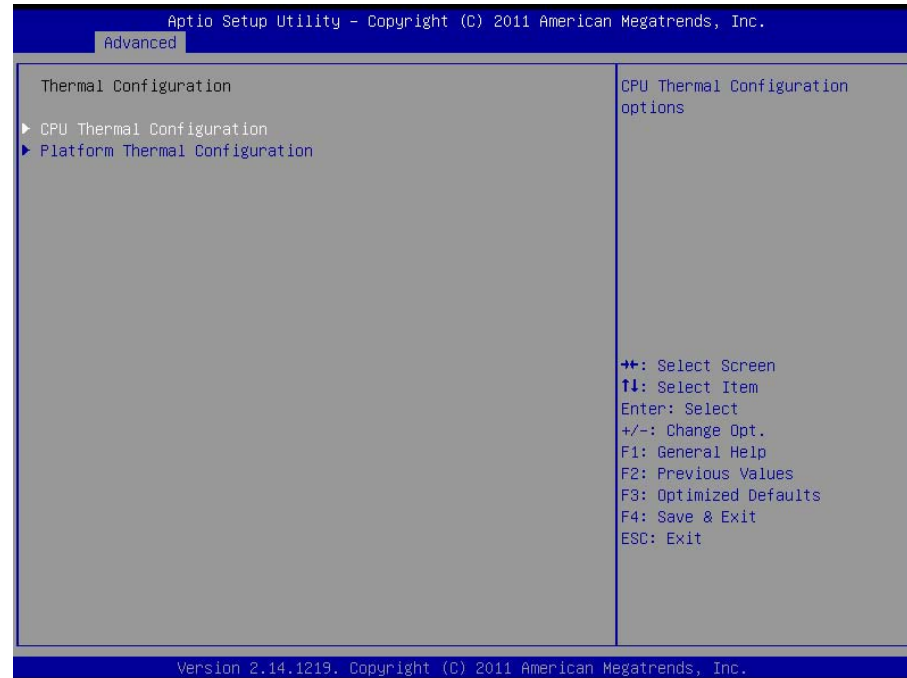 Aptio Setup Utility – Copyright (C) 2011 American Megatrends, Inc.
Advanced
Thermal Configuration
CPU Thermal Configuration
Platform Thermal Configuration
CPU Thermal Configuration
options
→←: Select Screen
↑↓: Select Item
Enter: Select
+/-: Change Opt.
F1: General Help
F2: Previous Values
F3: Optimized Defaults
F4: Save & Exit
ESC: Exit
Version 2.14.1219. Copyright (C) 2011 American Megatrends, Inc.